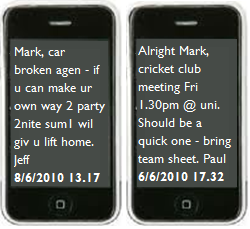 Mark, car
broken agen - if
u can make ur
own way 2 party
2nite sum1 wil
giv u lift home.
Jeff
8/6/2010 13.17
Alright Mark,
cricket club
meeting Fri
1.30pm @ uni.
Should be a
quick one - bring
team sheet. Paul
6/6/2010 17.32